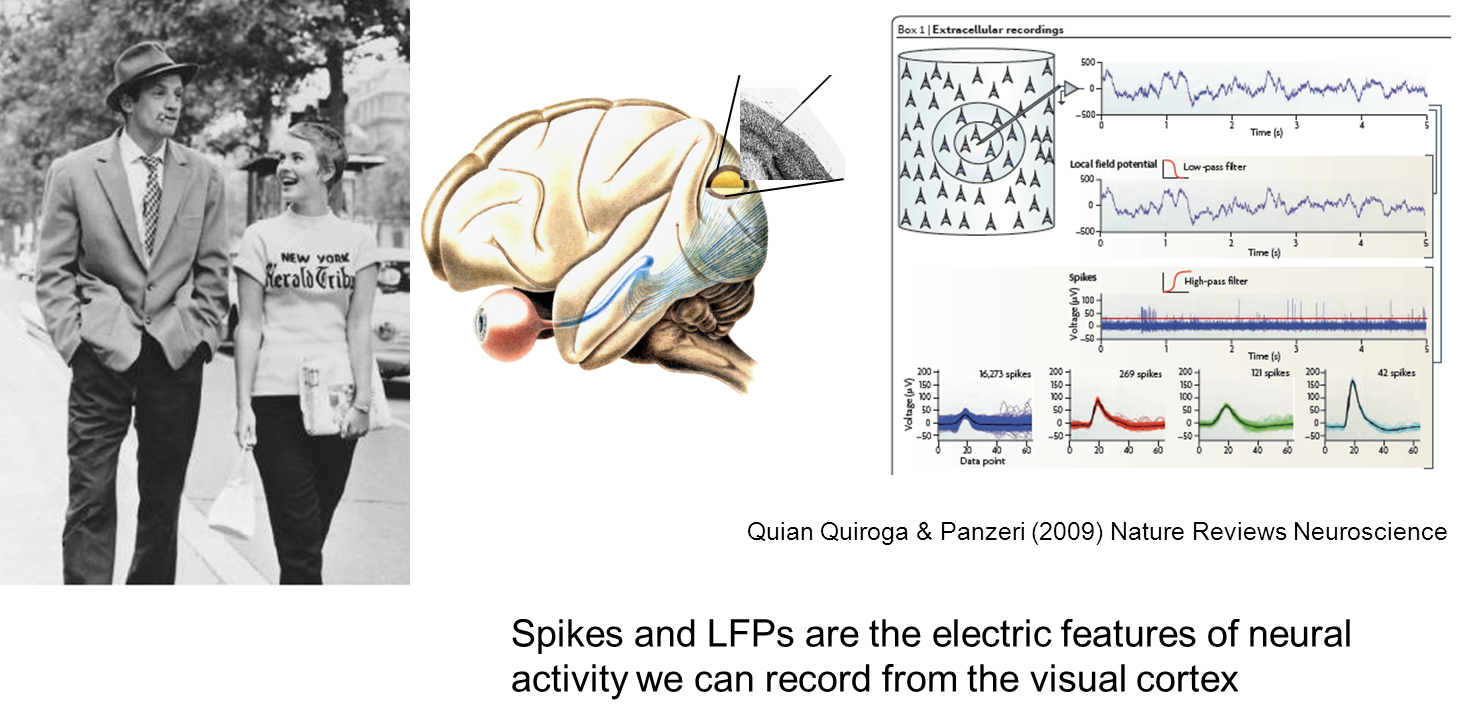 NEW YORK
Herald Tribu
Box 1 | Extracellular recordings
500
0
–500
0 1 2 3 4 5
Time (s)
Local field potential
Low-pass filter
500
0
–500
0 1 2 3 4 5
Time (s)
Spikes
High-pass filter
Voltage (μV)
100
50
0
–50
0 1 2 3 4 5
Time (s)
Voltage (μV)
200
150
100
50
0
–50
16,273 spikes
0 20 40 60
Data point
200
150
100
50
0
–50
269 spikes
0 20 40 60
200
150
100
50
0
–50
121 spikes
0 20 40 60
200
150
100
50
0
–50
42 spikes
0 20 40 60
Quian Quiroga & Panzeri (2009) Nature Reviews Neuroscience
Spikes and LFPs are the electric features of neural
activity we can record from the visual cortex